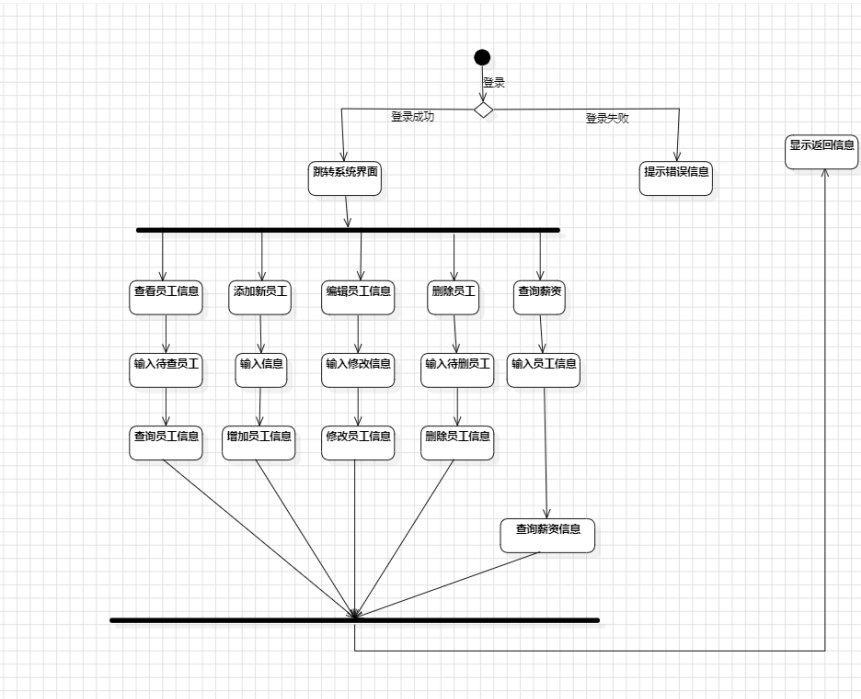 登录
登录成功
登录失败
显示返回信息
跳转系统界面
提示错误信息
查看员工信息
添加新员工
编辑员工信息
删除员工
查询薪资
输入待查员工
输入信息
输入修改信息
输入待删员工
输入员工信息
查询员工信息
增加员工信息
修改员工信息
删除员工信息
查询薪资信息